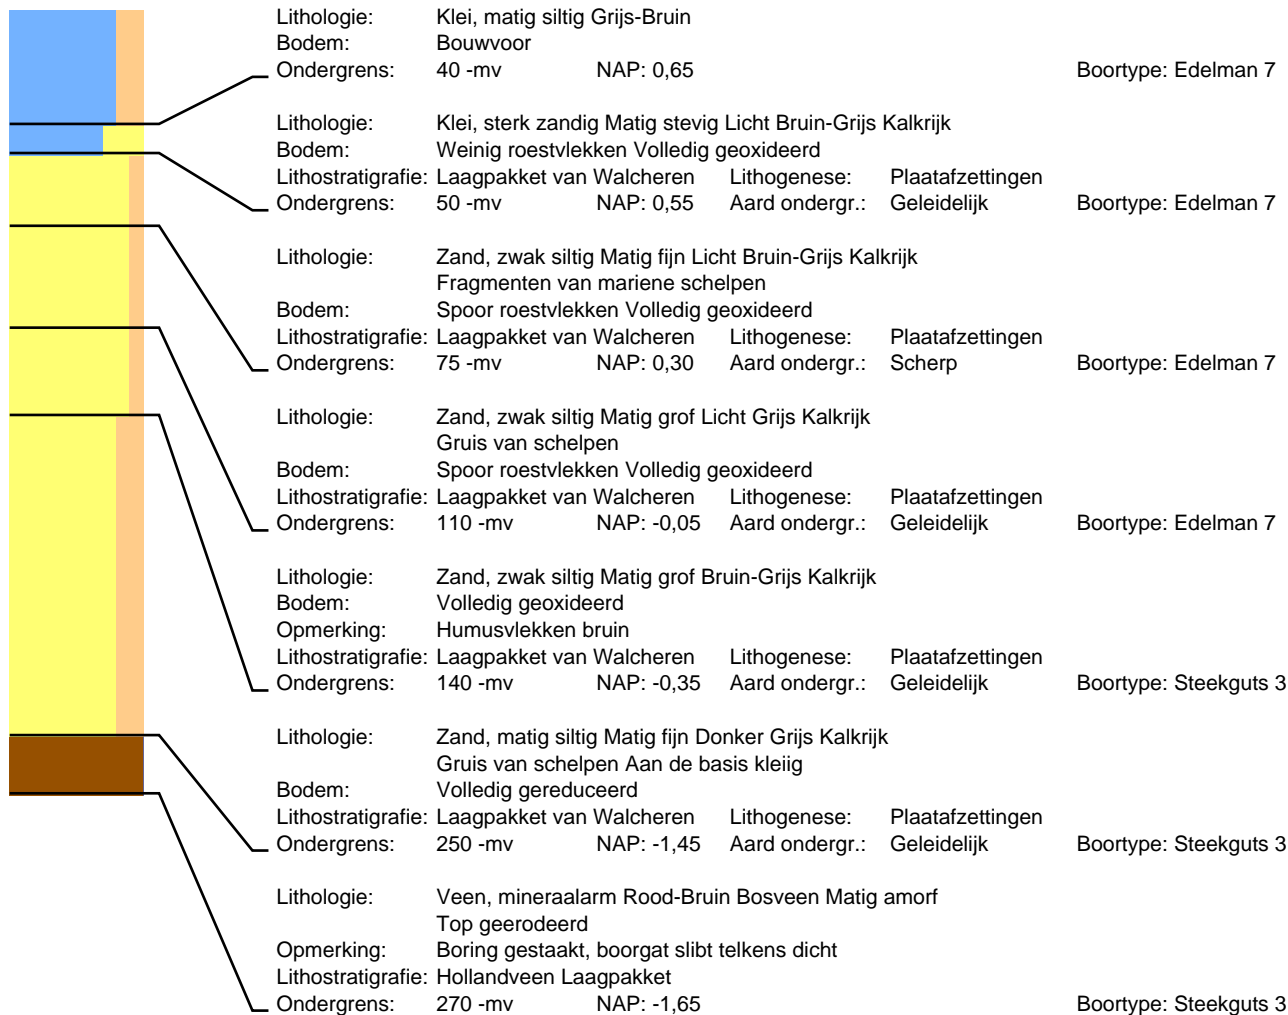 Lithologie: Klei, matig siltig Grijs-Bruin
Bodem: Bouwvoor
Ondergrens: 40 -mv NAP: 0,65 Boortype: Edelman 7
Lithologie: Klei, sterk zandig Matig stevig Licht Bruin-Grijs Kalkrijk
Bodem: Weinig roestvlekken Volledig geoxideerd
Lithostratigrafie: Laagpakket van Walcheren Lithogenese: Plaatafzettingen
Ondergrens: 50 -mv NAP: 0,55 Aard ondergr.: Geleidelijk Boortype: Edelman 7
Lithologie: Zand, zwak siltig Matig fijn Licht Bruin-Grijs Kalkrijk
Fragmenten van mariene schelpen
Bodem: Spoor roestvlekken Volledig geoxideerd
Lithostratigrafie: Laagpakket van Walcheren Lithogenese: Plaatafzettingen
Ondergrens: 75 -mv NAP: 0,30 Aard ondergr.: Scherp Boortype: Edelman 7
Lithologie: Zand, zwak siltig Matig grof Licht Grijs Kalkrijk
Gruis van schelpen
Bodem: Spoor roestvlekken Volledig geoxideerd
Lithostratigrafie: Laagpakket van Walcheren Lithogenese: Plaatafzettingen
Ondergrens: 110 -mv NAP: -0,05 Aard ondergr.: Geleidelijk Boortype: Edelman 7
Lithologie: Zand, zwak siltig Matig grof Bruin-Grijs Kalkrijk
Bodem: Volledig geoxideerd
Opmerking: Humusvlekken bruin
Lithostratigrafie: Laagpakket van Walcheren Lithogenese: Plaatafzettingen
Ondergrens: 140 -mv NAP: -0,35 Aard ondergr.: Geleidelijk Boortype: Steekguts 3
Lithologie: Zand, matig siltig Matig fijn Donker Grijs Kalkrijk
Gruis van schelpen Aan de basis kleiig
Bodem: Volledig gereduceerd
Lithostratigrafie: Laagpakket van Walcheren Lithogenese: Plaatafzettingen
Ondergrens: 250 -mv NAP: -1,45 Aard ondergr.: Geleidelijk Boortype: Steekguts 3
Lithologie: Veen, mineraalarm Rood-Bruin Bosveen Matig amorf
Top geerodeerd
Opmerking: Boring gestaakt, boorgat slibt telkens dicht
Lithostratigrafie: Hollandveen Laagpakket
Ondergrens: 270 -mv NAP: -1,65 Boortype: Steekguts 3